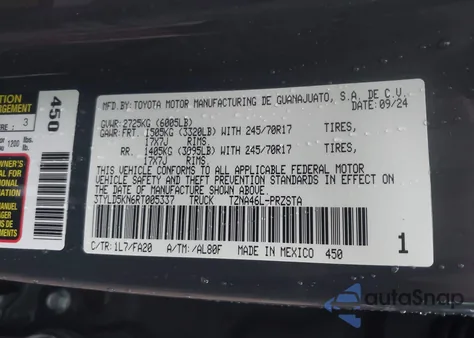 MFD. BY: TOYOTA MOTOR MANUFACTURING DE GUANAJUATO, S.A. DE C.V.
09/24
GVWR: 2725KG (6005LB)
GAWR: FRT. 1505KG (3320LB) WITH 245/70R17 TIRES,
17X7J RIMS
RR. 1405KG (3095LB) WITH 245/70R17 TIRES,
17X7J RIMS
THIS VEHICLE CONFORMS TO ALL APPLICABLE FEDERAL MOTOR
VEHICLE SAFETY AND THEFT PREVENTION STANDARDS IN EFFECT ON
THE DATE OF MANUFACTURE SHOWN ABOVE.
3TYLD5KN6RT005337 TRUCK TZNA46L-PRZSTA
C/TR: 1L7/FA20 A/TM: /AL80F MADE IN MEXICO 450
1
450
3
1200 lbs.
autoSnap